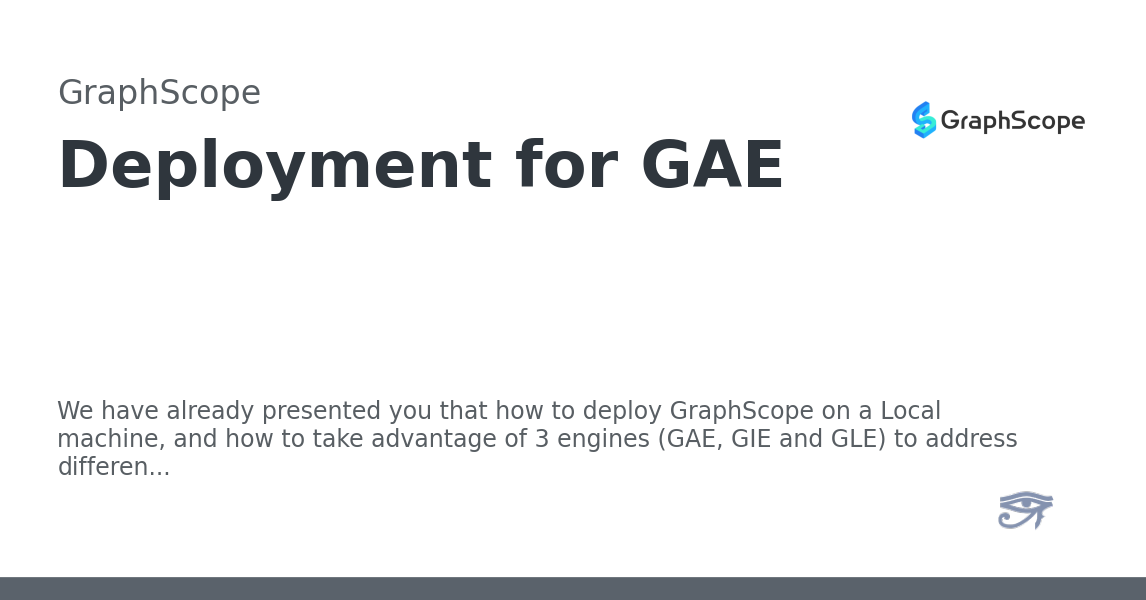 GraphScope
GraphScope
Deployment for GAE
We have already presented you that how to deploy GraphScope on a Local
machine, and how to take advantage of 3 engines (GAE, GIE and GLE) to address
differen...